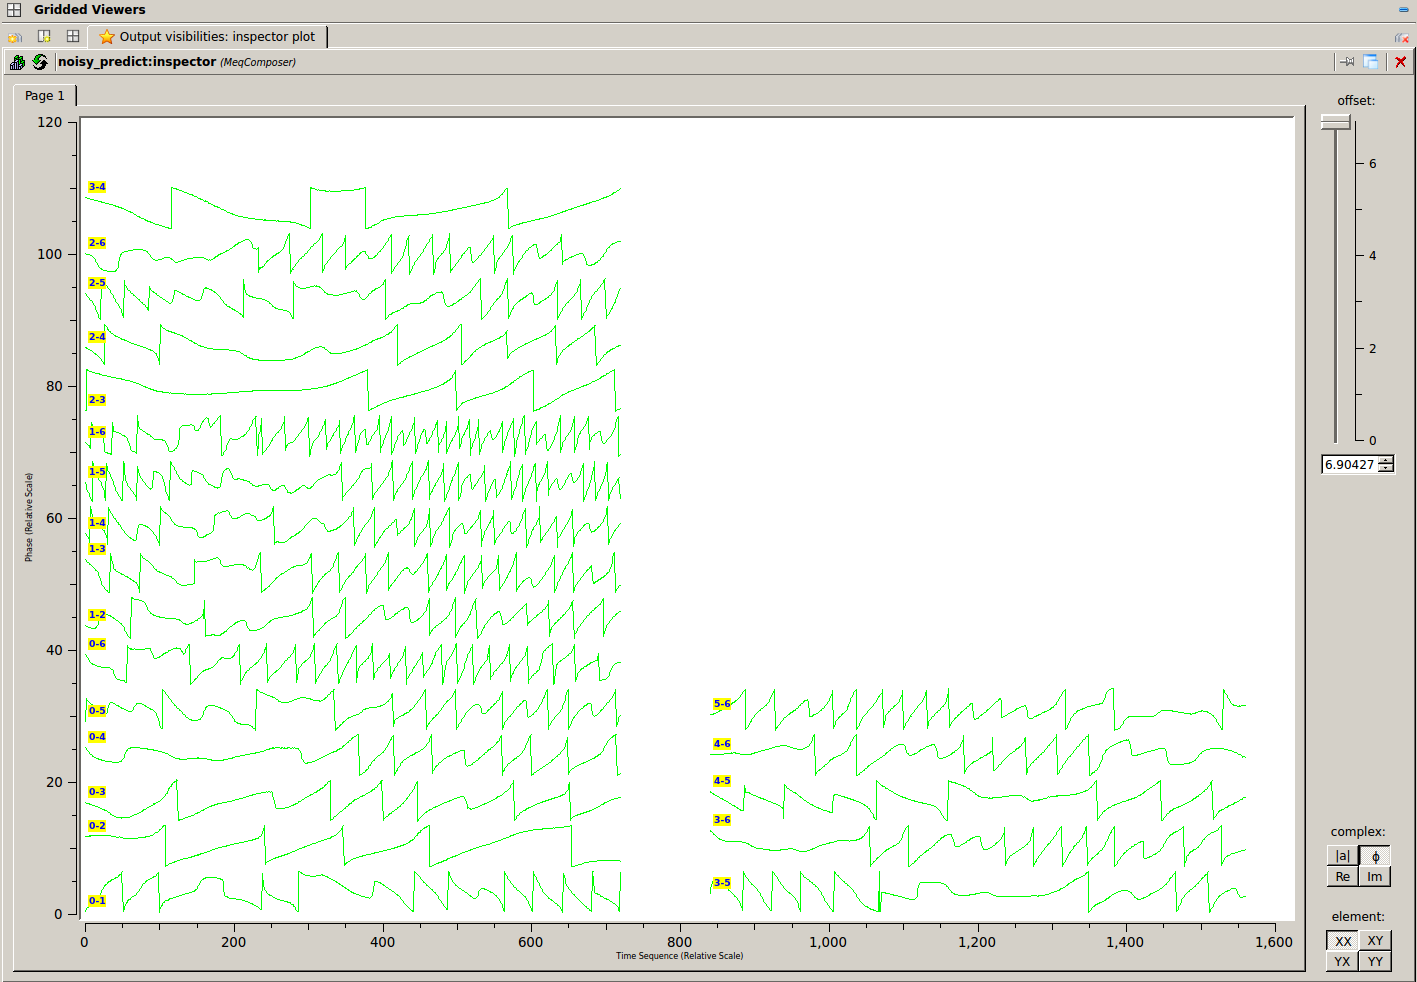 Gridded Viewers
Output visibilities: inspector plot
noisy_predict:inspector (MeqComposer)
Page 1
offset:
120
100
80
60
40
20
0
Phase (Relative Scale)
3-4
2-6
2-5
2-4
2-3
1-6
1-5
1-4
1-3
1-2
0-6
0-5
0-4
0-3
0-2
0-1
5-6
4-6
4-5
3-6
3-5
0 200 400 600 800 1,000 1,200 1,400 1,600
Time Sequence (Relative Scale)
6
4
2
0
6.90427
complex:
|a| ϕ
Re Im
element:
XX XY
YX YY